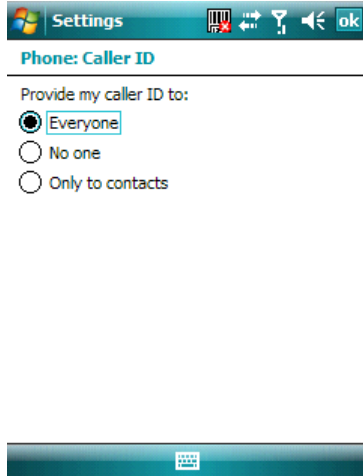 Settings
ok
Phone: Caller ID
Provide my caller ID to:
Everyone
No one
Only to contacts